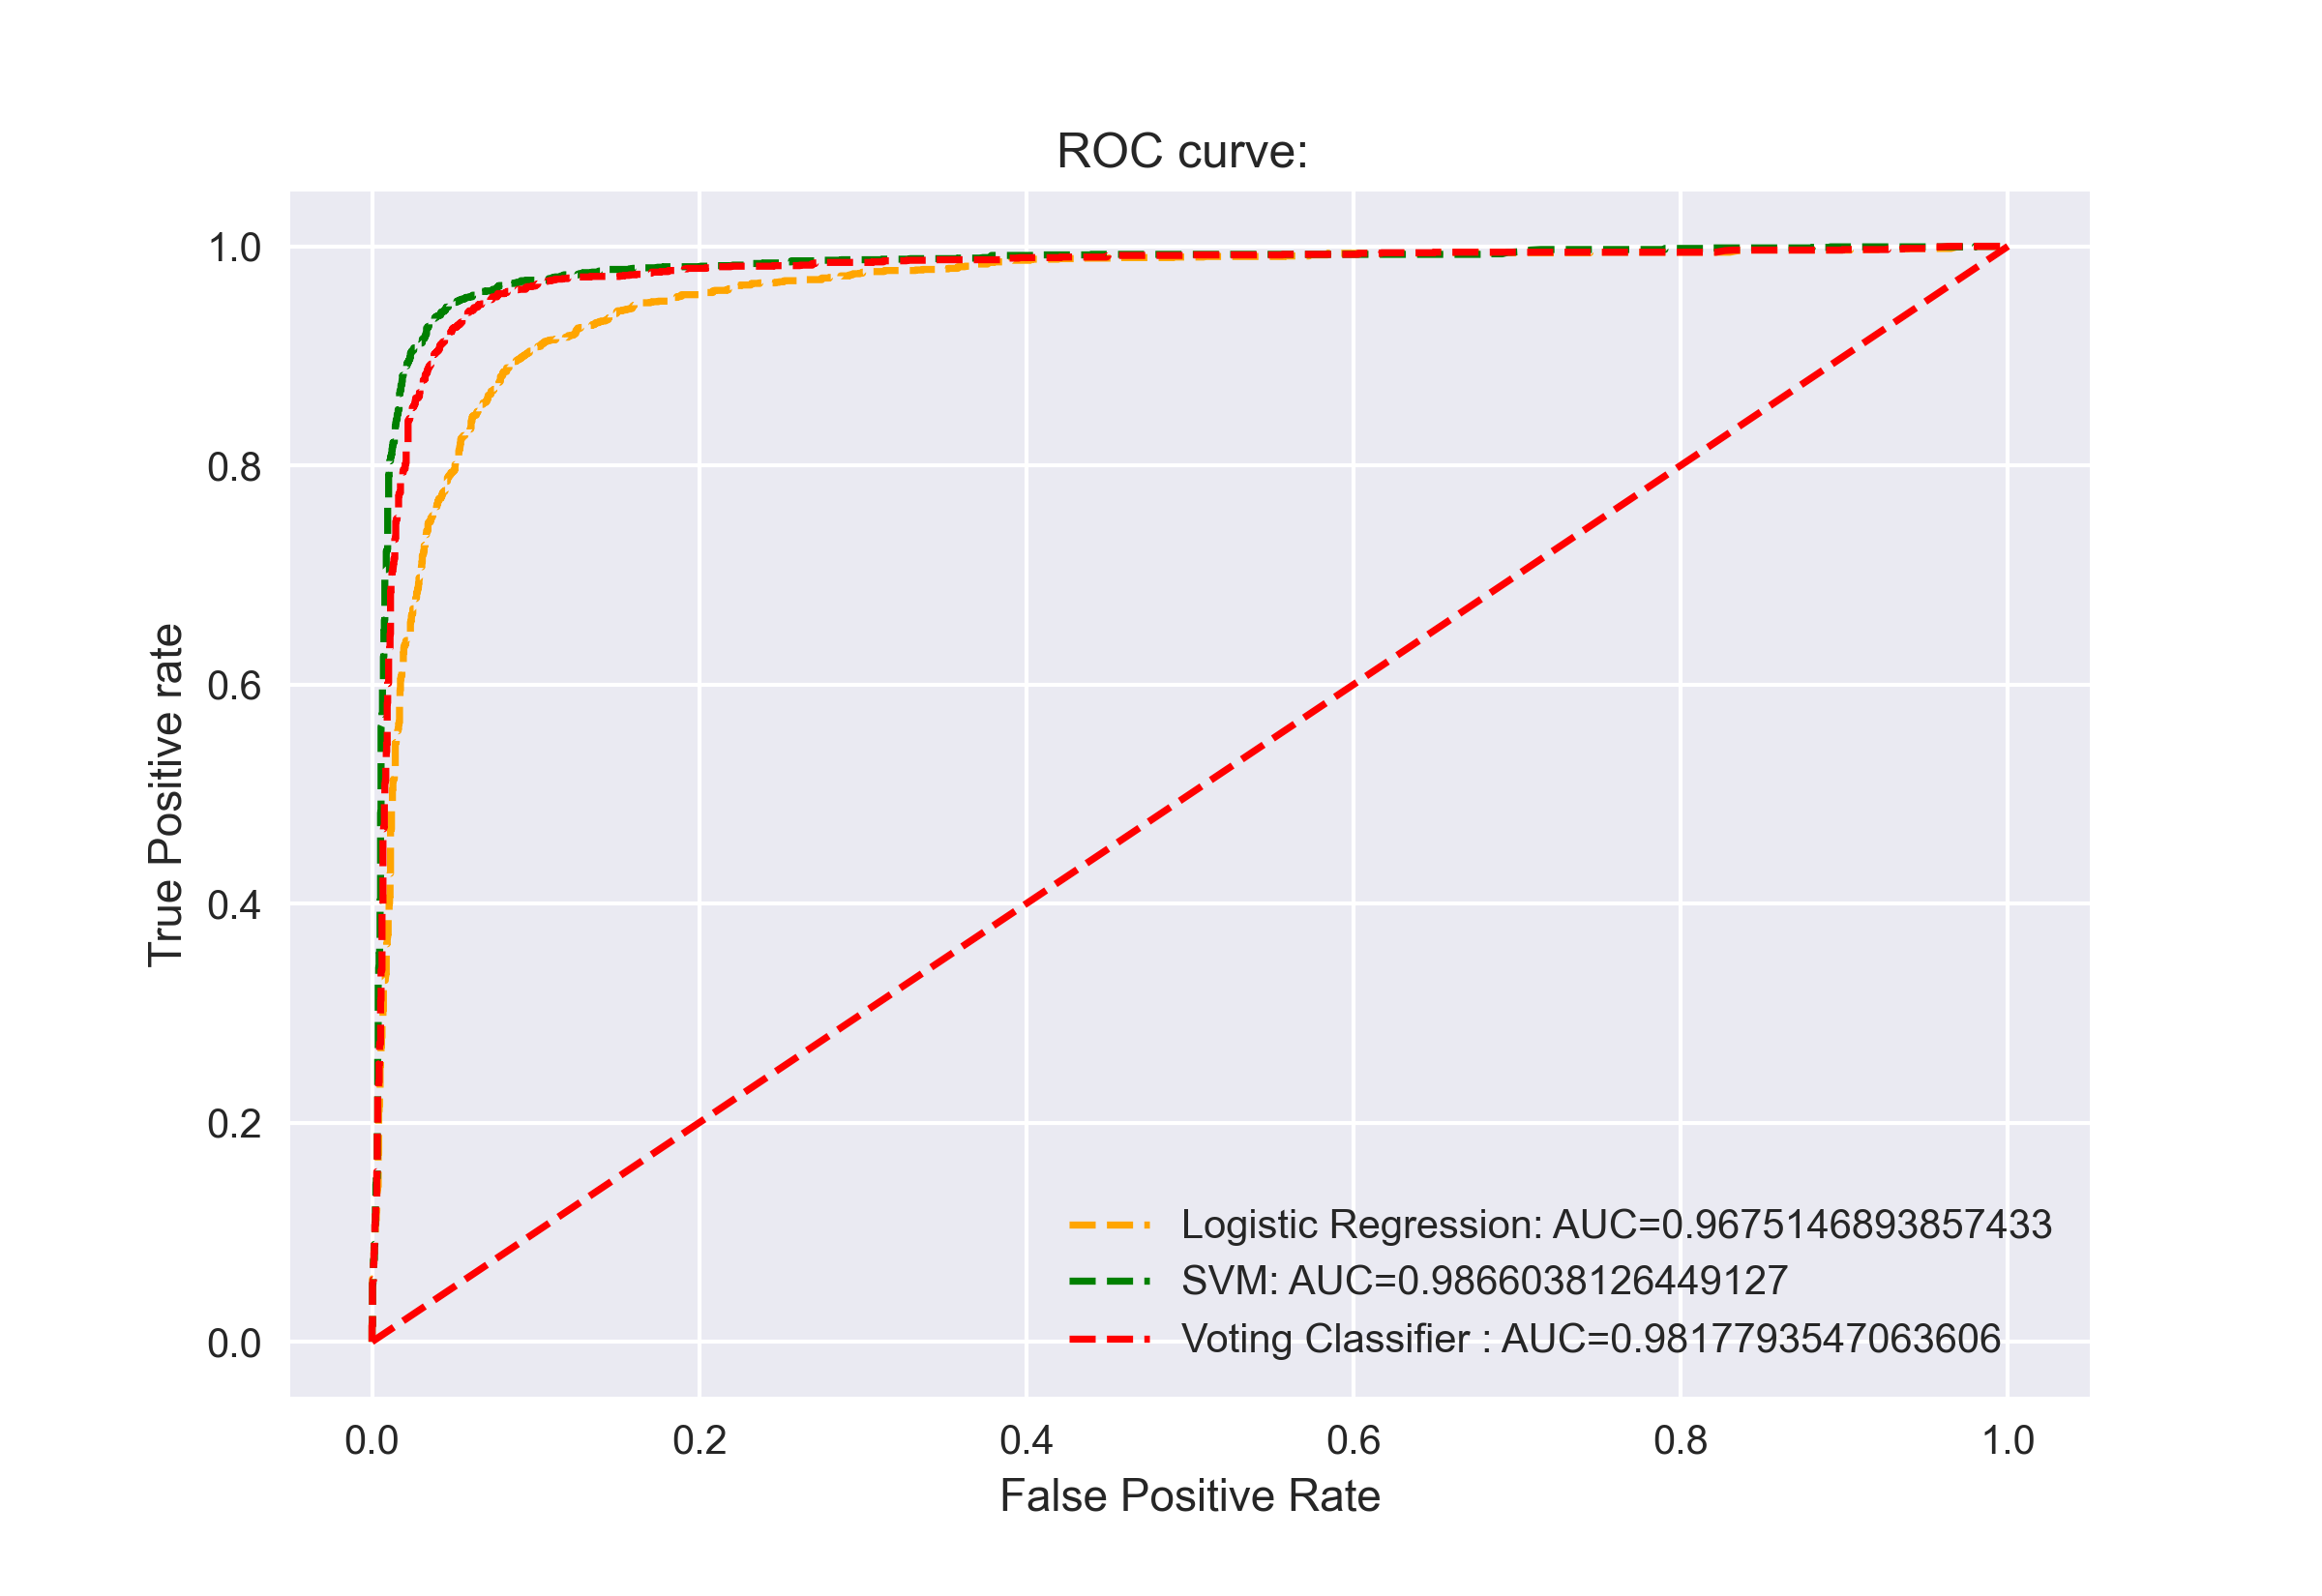 ROC curve:
1.0
0.8
0.6
0.4
0.2
0.0
True Positive rate
Logistic Regression: AUC=0.9675146893857433
SVM: AUC=0.9866038126449127
Voting Classifier : AUC=0.9817793547063606
0.0 0.2 0.4 0.6 0.8 1.0
False Positive Rate